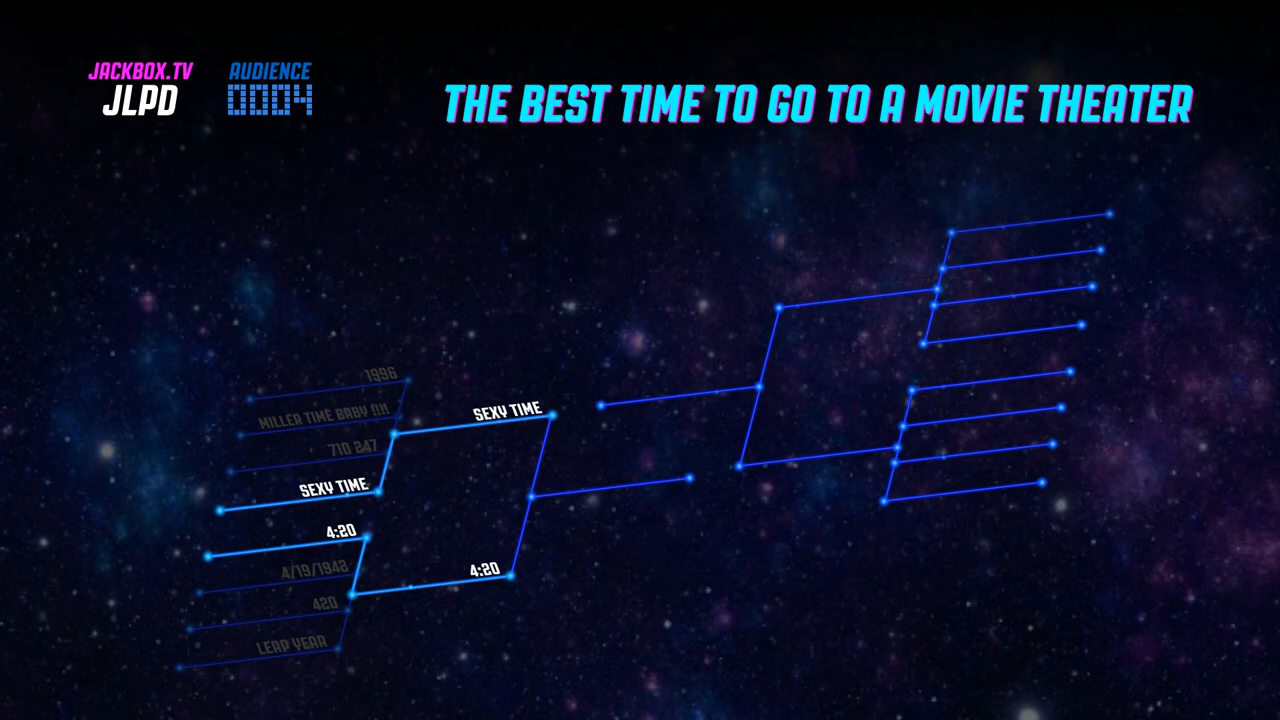 JACKBOX.TV
JLPD
AUDIENCE
0004
THE BEST TIME TO GO TO A MOVIE THEATER
1996
MILLER TIME BABY !!!!
710 247
SEXY TIME
SEXY TIME
4:20
4/19/1948
420
LEAP YEAR
4:20